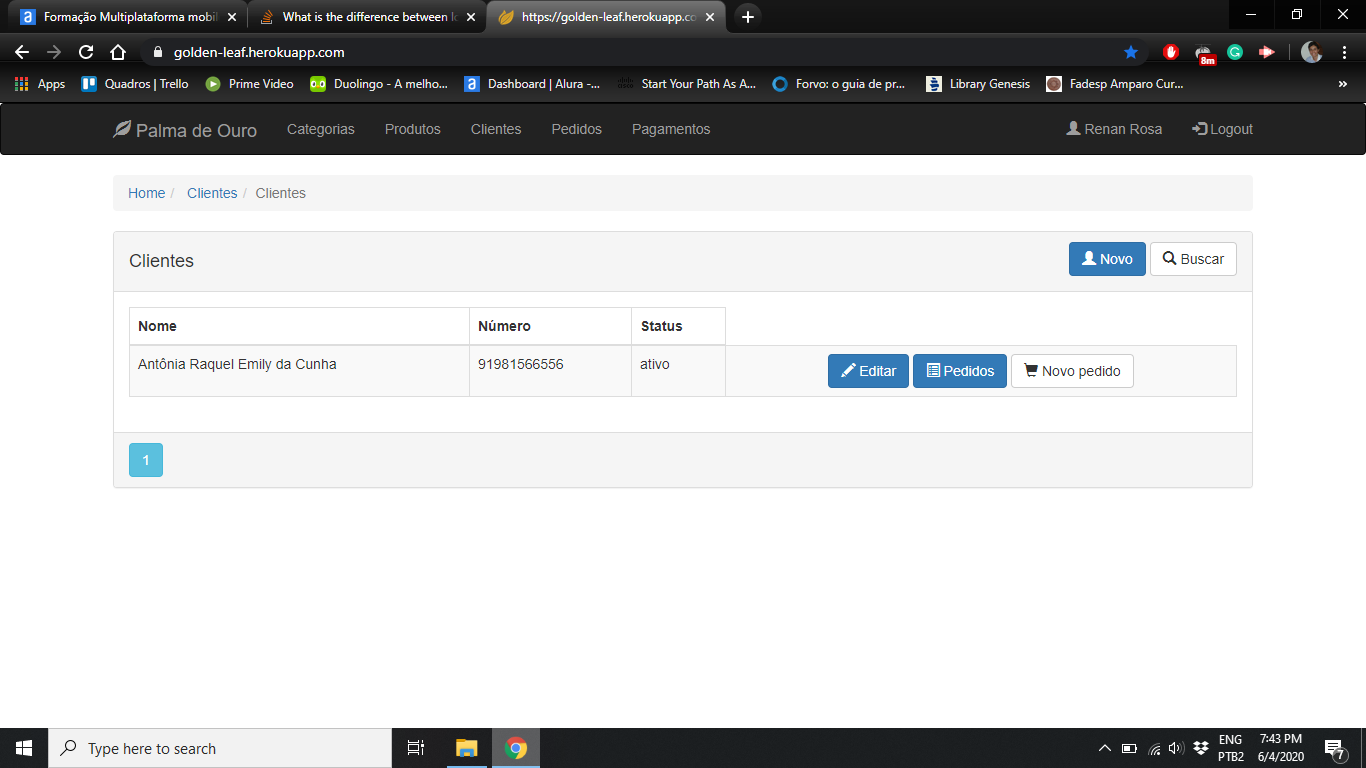 Formação Multiplataforma mobil
What is the difference between lo
https://golden-leaf.herokuapp.co
golden-leaf.herokuapp.com
8m
Apps
Quadros | Trello
Prime Video
Duolingo - A melho...
Dashboard | Alura -...
Start Your Path As A...
Forvo: o guia de pr...
Library Genesis
Fadesp Amparo Cur...
»
Palma de Ouro
Categorias
Produtos
Clientes
Pedidos
Pagamentos
Renan Rosa
Logout
Home / Clientes / Clientes
Clientes
Novo
Buscar
Nome
Número
Status
Antônia Raquel Emily da Cunha
91981566556
ativo
Editar
Pedidos
Novo pedido
1
Type here to search
ENG
PTB2
7:43 PM
6/4/2020
7